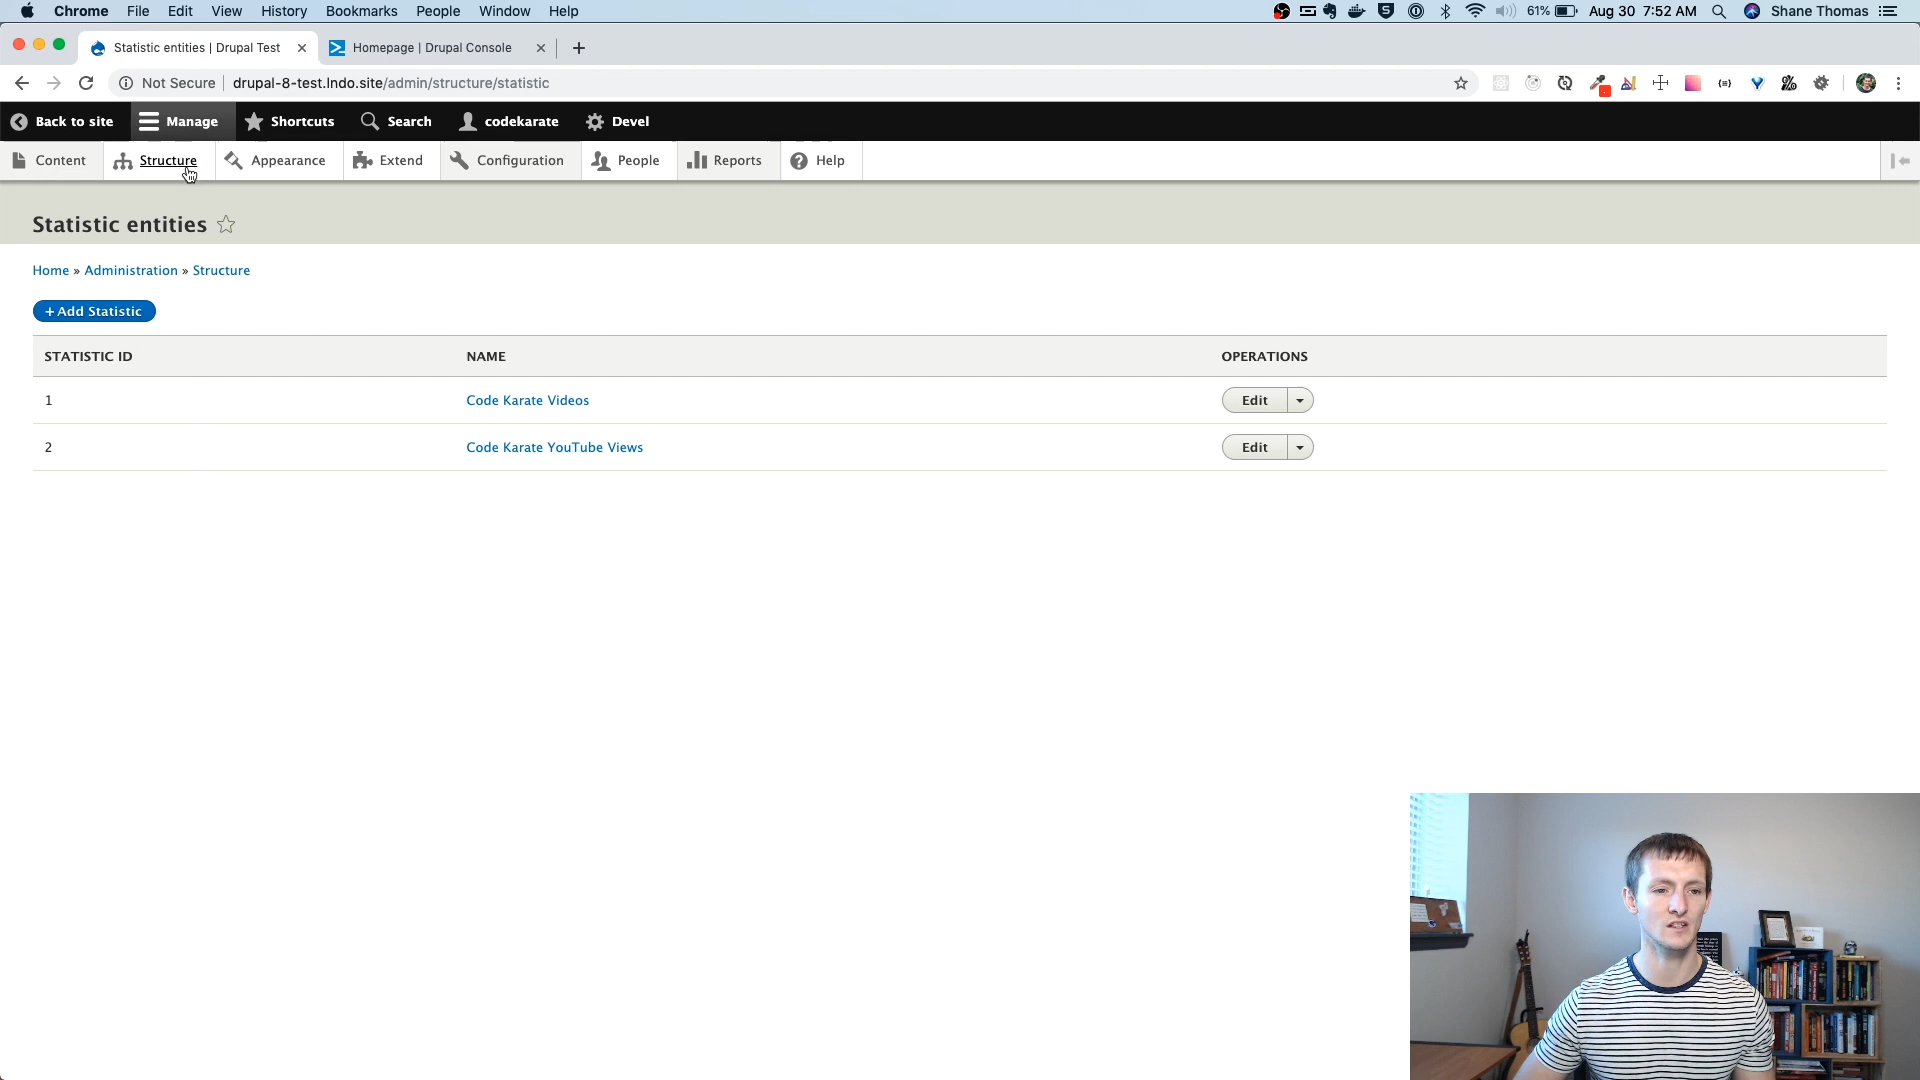 Chrome File Edit View History Bookmarks People Window Help 61% Aug 30 7:52 AM Shane Thomas
Statistic entities | Drupal Test Homepage | Drupal Console
Not Secure drupal-8-test.lndo.site/admin/structure/statistic
Back to site Manage Shortcuts Search codekarate Devel
Content Structure Appearance Extend Configuration People Reports Help
Statistic entities
Home » Administration » Structure
+ Add Statistic
STATISTIC ID NAME OPERATIONS
1 Code Karate Videos Edit
2 Code Karate YouTube Views Edit